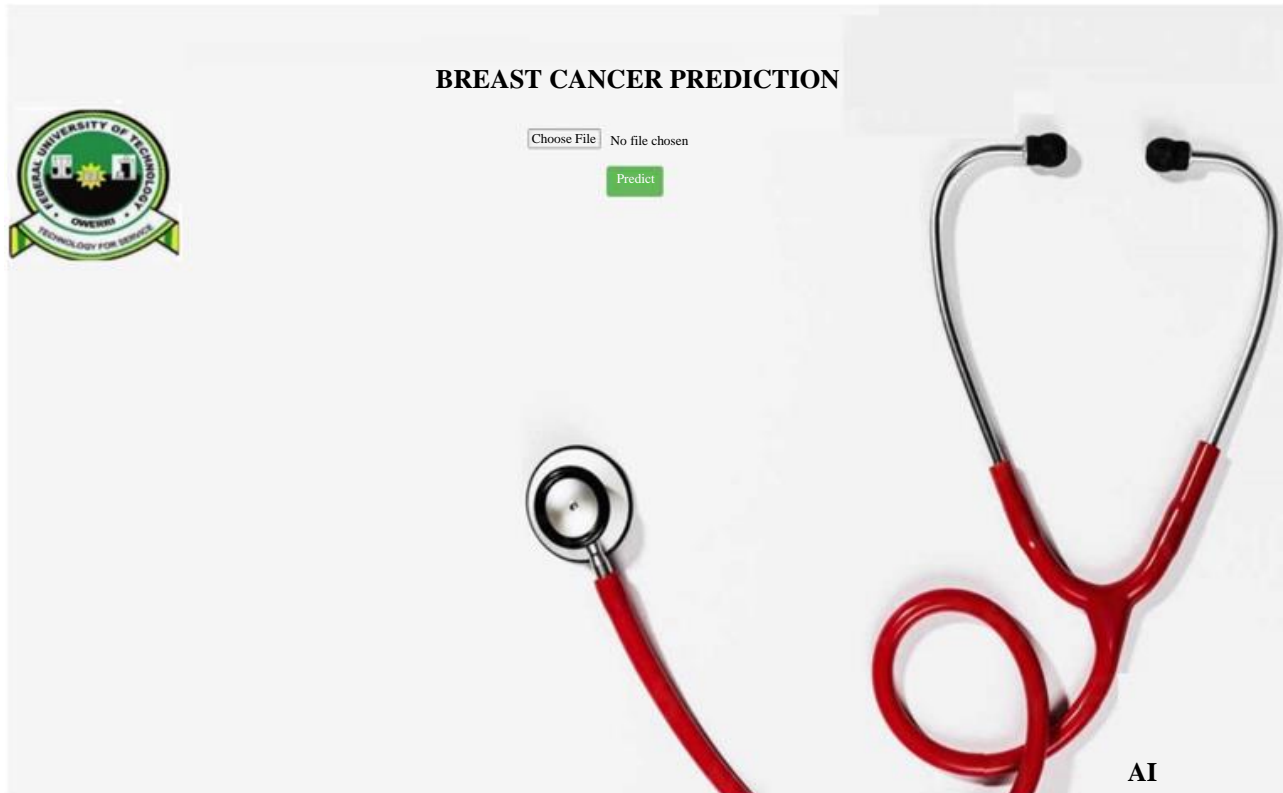 BREAST CANCER PREDICTION
FEDERAL UNIVERSITY OF TECHNOLOGY
OWERRI
TECHNOLOGY FOR SERVICE
Choose File No file chosen
Predict
AI